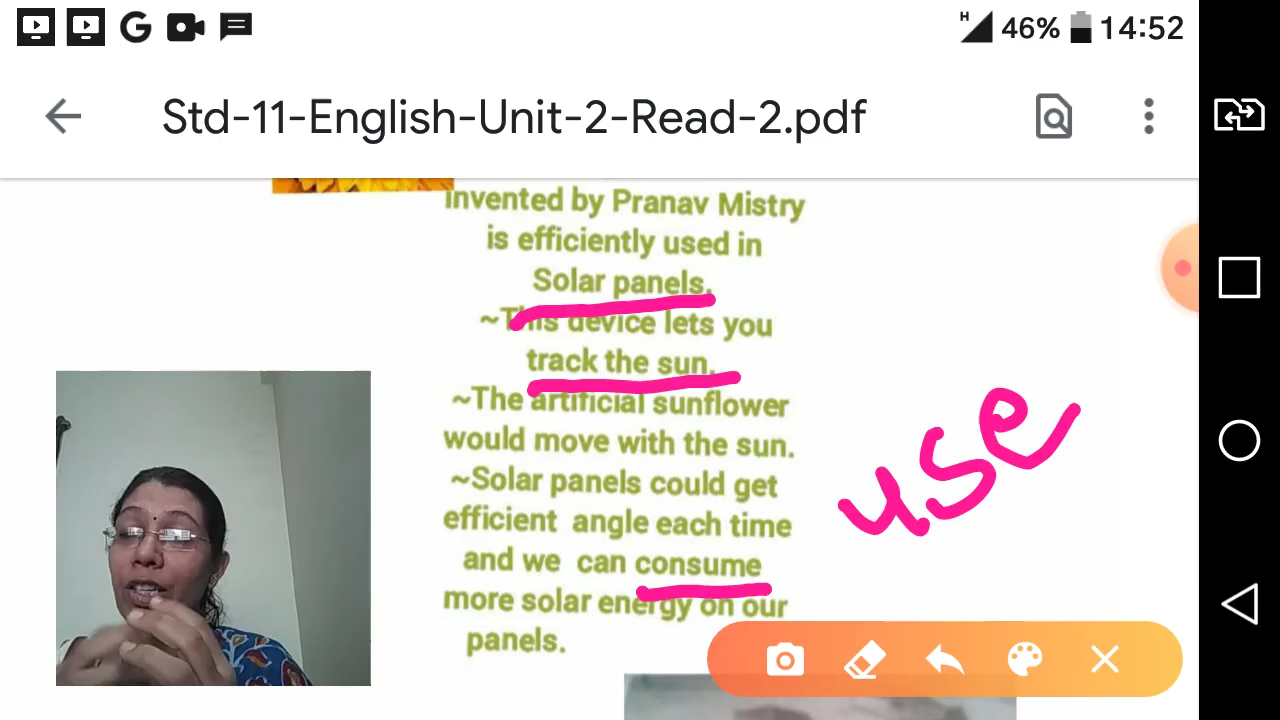 H 46% 14:52
Std-11-English-Unit-2-Read-2.pdf
invented by Pranav Mistry
is efficiently used in
Solar panels.
~This device lets you
track the sun.
~The artificial sunflower
would move with the sun.
~Solar panels could get
efficient angle each time
and we can consume
more solar energy on our
panels.
use